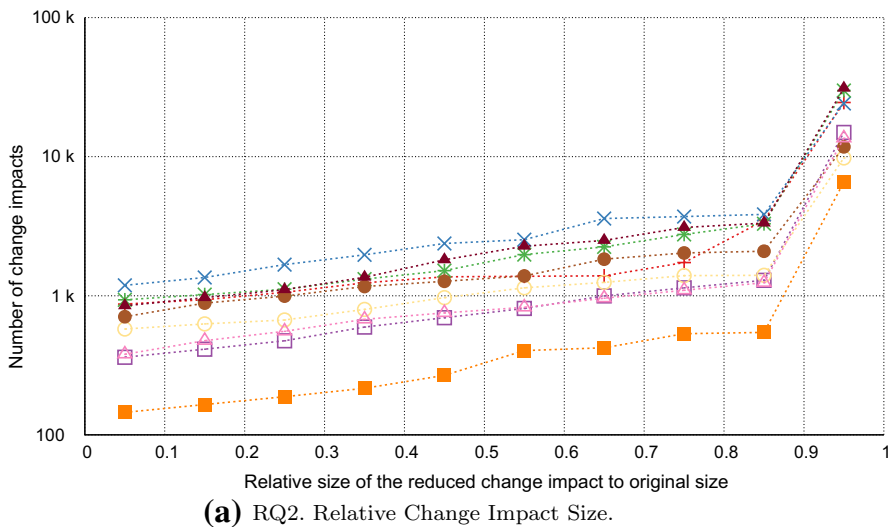 100 k
10 k
1 k
100
Number of change impacts
0 0.1 0.2 0.3 0.4 0.5 0.6 0.7 0.8 0.9 1
Relative size of the reduced change impact to original size
(a) RQ2. Relative Change Impact Size.